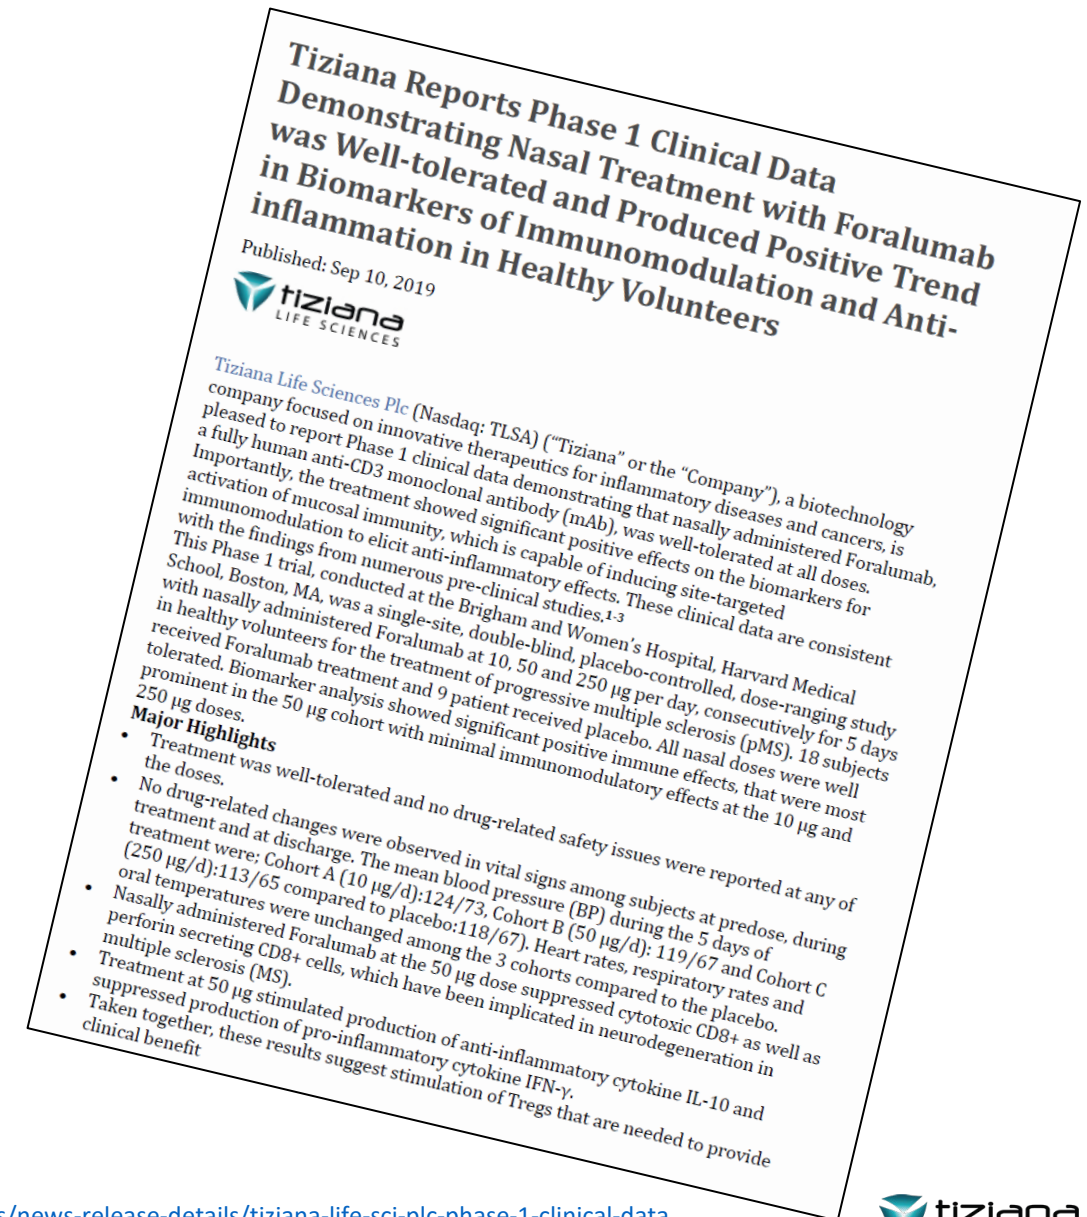 Tiziana Reports Phase 1 Clinical Data
Demonstrating Nasal Treatment with Foralumab
was Well-tolerated and Produced Positive Trend
in Biomarkers of Immunomodulation and Anti-
inflammation in Healthy Volunteers
Published: Sep 10, 2019
tiziana
LIFE SCIENCES
Tiziana Life Sciences Plc (Nasdaq: TLSA) (“Tiziana” or the “Company”), a biotechnology
company focused on innovative therapeutics for inflammatory diseases and cancers, is
pleased to report Phase 1 clinical data demonstrating that nasally administered Foralumab,
a fully human anti-CD3 monoclonal antibody (mAb), was well-tolerated at all doses.
Importantly, the treatment showed significant positive effects on the biomarkers for
activation of mucosal immunity, which is capable of inducing site-targeted
immunomodulation to elicit anti-inflammatory effects. These clinical data are consistent
with the findings from numerous pre-clinical studies.1-3
This Phase 1 trial, conducted at the Brigham and Women’s Hospital, Harvard Medical
School, Boston, MA, was a single-site, double-blind, placebo-controlled, dose-ranging study
with nasally administered Foralumab at 10, 50 and 250 µg per day, consecutively for 5 days
in healthy volunteers for the treatment of progressive multiple sclerosis (pMS). 18 subjects
received Foralumab treatment and 9 patient received placebo. All nasal doses were well
tolerated. Biomarker analysis showed significant positive immune effects, that were most
prominent in the 50 µg cohort with minimal immunomodulatory effects at the 10 µg and
250 µg doses.
Major Highlights
• Treatment was well-tolerated and no drug-related safety issues were reported at any of
the doses.
• No drug-related changes were observed in vital signs among subjects at predose, during
treatment and at discharge. The mean blood pressure (BP) during the 5 days of
treatment were; Cohort A (10 µg/d):124/73, Cohort B (50 µg/d): 119/67 and Cohort C
(250 µg/d):113/65 compared to placebo:118/67). Heart rates, respiratory rates and
oral temperatures were unchanged among the 3 cohorts compared to the placebo.
• Nasally administered Foralumab at the 50 µg dose suppressed cytotoxic CD8+ as well as
perforin secreting CD8+ cells, which have been implicated in neurodegeneration in
multiple sclerosis (MS).
• Treatment at 50 µg stimulated production of anti-inflammatory cytokine IL-10 and
suppressed production of pro-inflammatory cytokine IFN-γ.
• Taken together, these results suggest stimulation of Tregs that are needed to provide
clinical benefit
s/news-release-details/tiziana-life-sci-plc-phase-1-clinical-data
tiziana